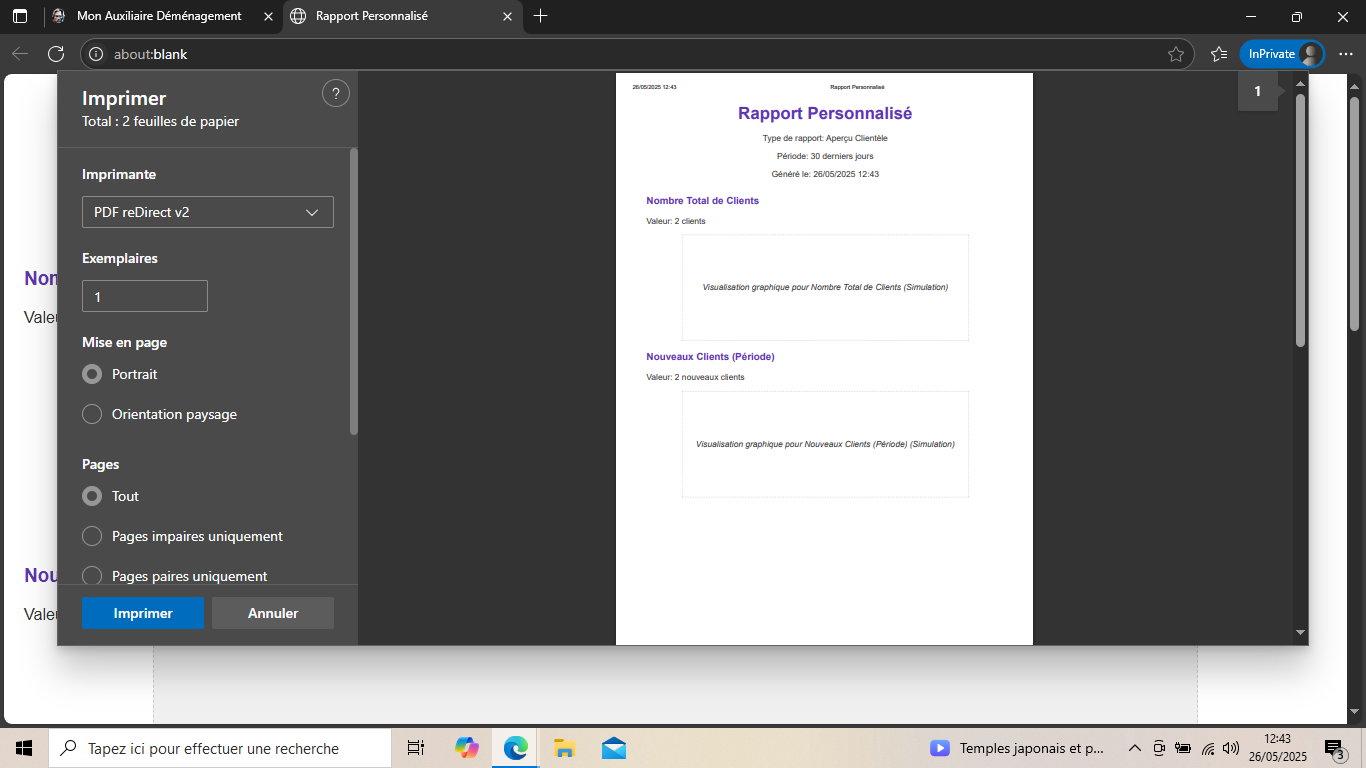 Mon Auxiliaire Déménagement
Rapport Personnalisé
about:blank
InPrivate
Imprimer
?
Total : 2 feuilles de papier
Imprimante
PDF reDirect v2
Exemplaires
1
Mise en page
Portrait
Orientation paysage
Pages
Tout
Pages impaires uniquement
Pages paires uniquement
Imprimer
Annuler
Non
Valeu
Nou
Valeu
26/05/2025 12:43
Rapport Personnalisé
Rapport Personnalisé
Type de rapport: Aperçu Clientèle
Période: 30 derniers jours
Généré le: 26/05/2025 12:43
Nombre Total de Clients
Valeur: 2 clients
Visualisation graphique pour Nombre Total de Clients (Simulation)
Nouveaux Clients (Période)
Valeur: 2 nouveaux clients
Visualisation graphique pour Nouveaux Clients (Période) (Simulation)
1
Tapez ici pour effectuer une recherche
Temples japonais et p...
12:43
26/05/2025
3